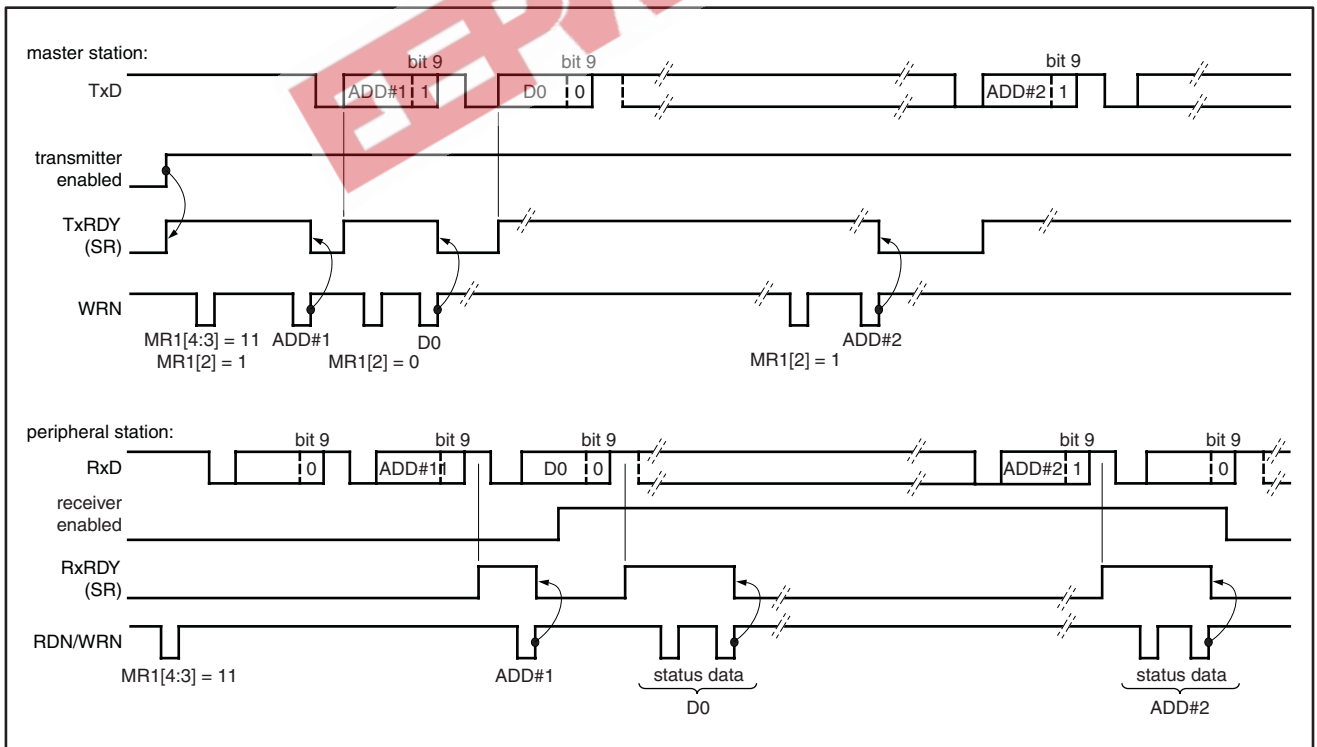 master station:
bit 9 bit 9 bit 9
TxD ADD#1 1 D0 0 ADD#2 1
transmitter
enabled
TxRDY
(SR)
WRN
MR1[4:3] = 11 ADD#1 D0 ADD#2
MR1[2] = 1 MR1[2] = 0 MR1[2] = 1
peripheral station:
bit 9 bit 9 bit 9 bit 9 bit 9
RxD 0 ADD#1 1 D0 0 ADD#2 1 0
receiver
enabled
RxRDY
(SR)
RDN/WRN
MR1[4:3] = 11 ADD#1 status data status data
D0 ADD#2